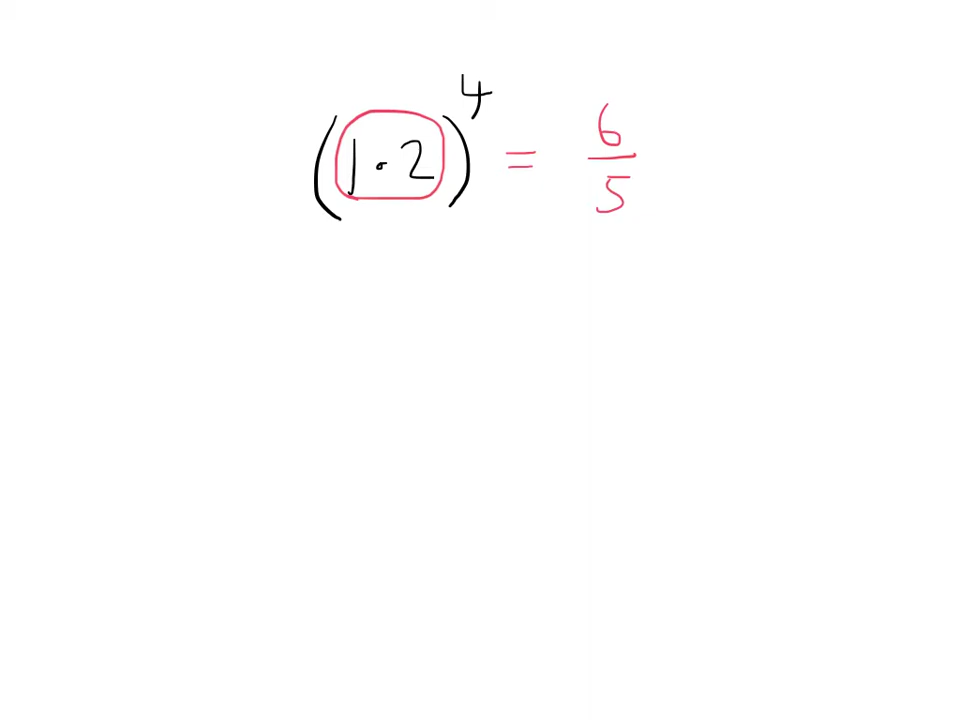 (1·2)⁴ = 6/5